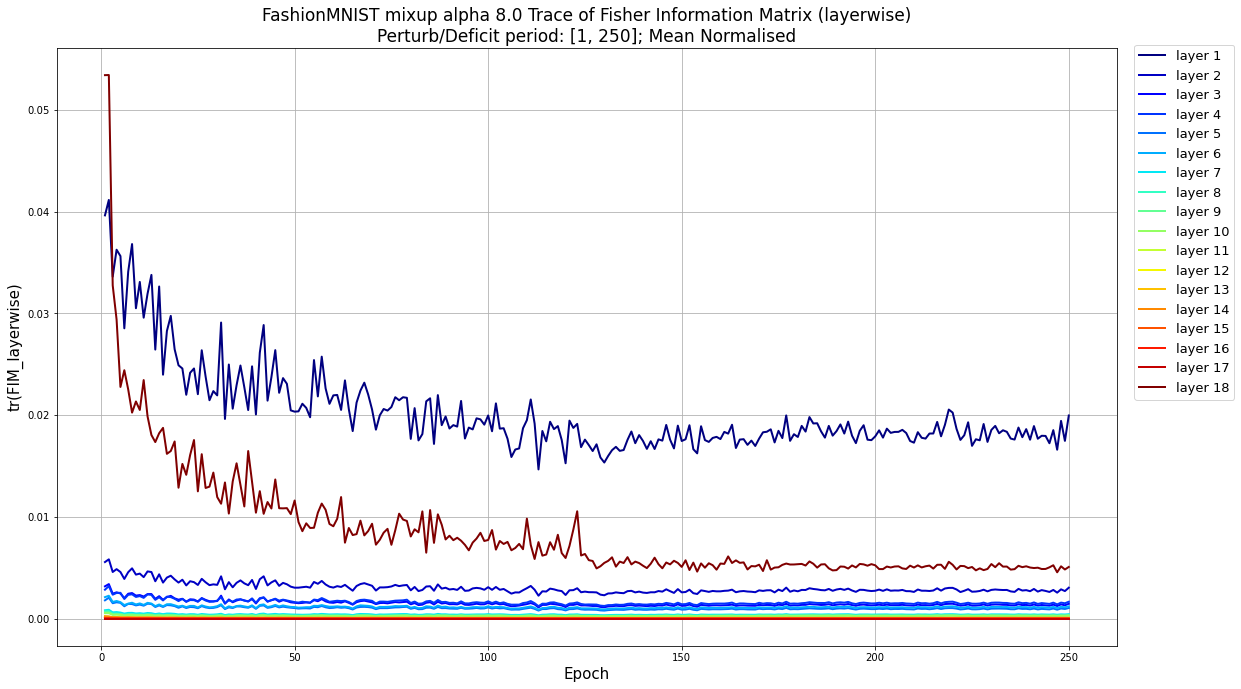 FashionMNIST mixup alpha 8.0 Trace of Fisher Information Matrix (layerwise)
Perturb/Deficit period: [1, 250]; Mean Normalised
tr(FIM_layerwise)
0.05
0.04
0.03
0.02
0.01
0.00
0
50
100
150
200
250
Epoch
layer 1
layer 2
layer 3
layer 4
layer 5
layer 6
layer 7
layer 8
layer 9
layer 10
layer 11
layer 12
layer 13
layer 14
layer 15
layer 16
layer 17
layer 18